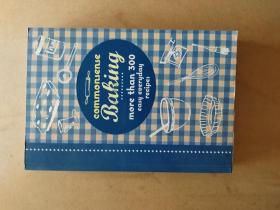 commonsense
Baking
more than 300
easy everyday
recipes